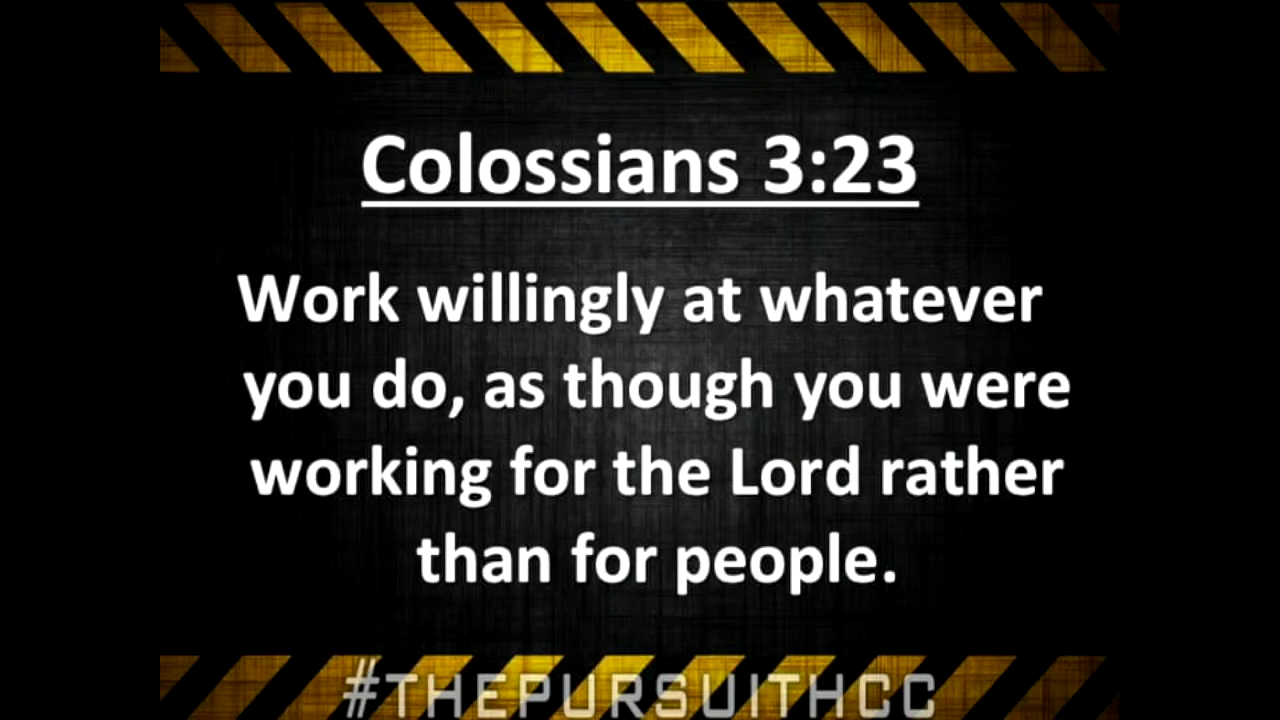 Colossians 3:23
Work willingly at whatever
you do, as though you were
working for the Lord rather
than for people.
#THEPURSUITHCC